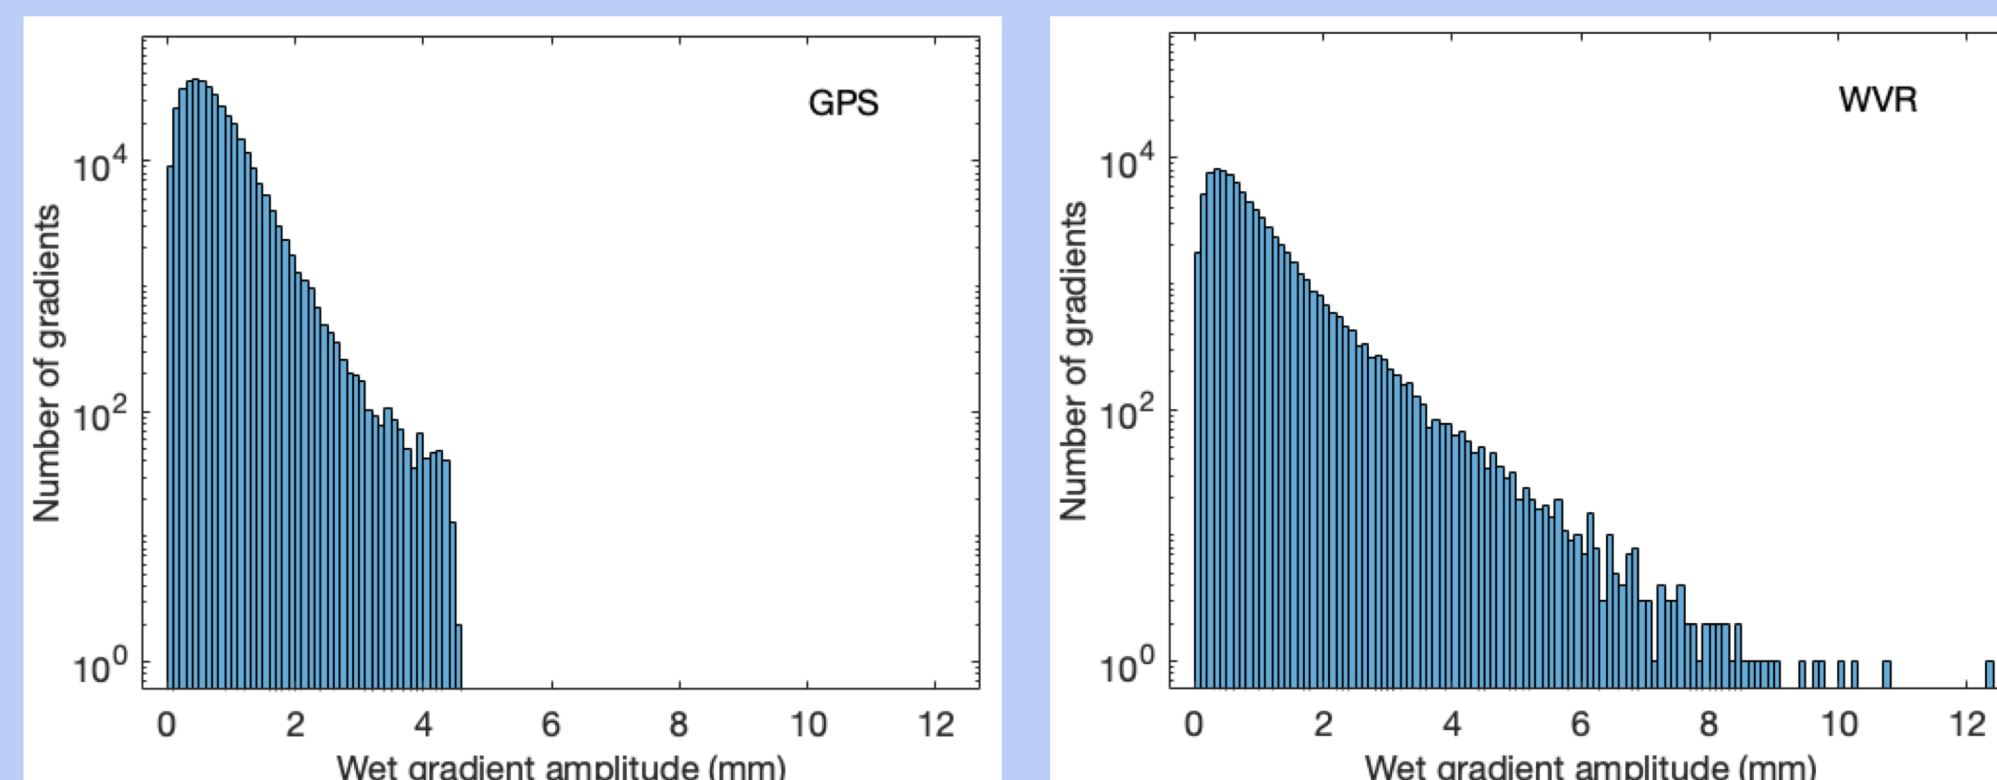 GPS
Number of gradients
10^4
10^2
10^0
0 2 4 6 8 10 12
Wet gradient amplitude (mm)
WVR
Number of gradients
10^4
10^2
10^0
0 2 4 6 8 10 12
Wet gradient amplitude (mm)